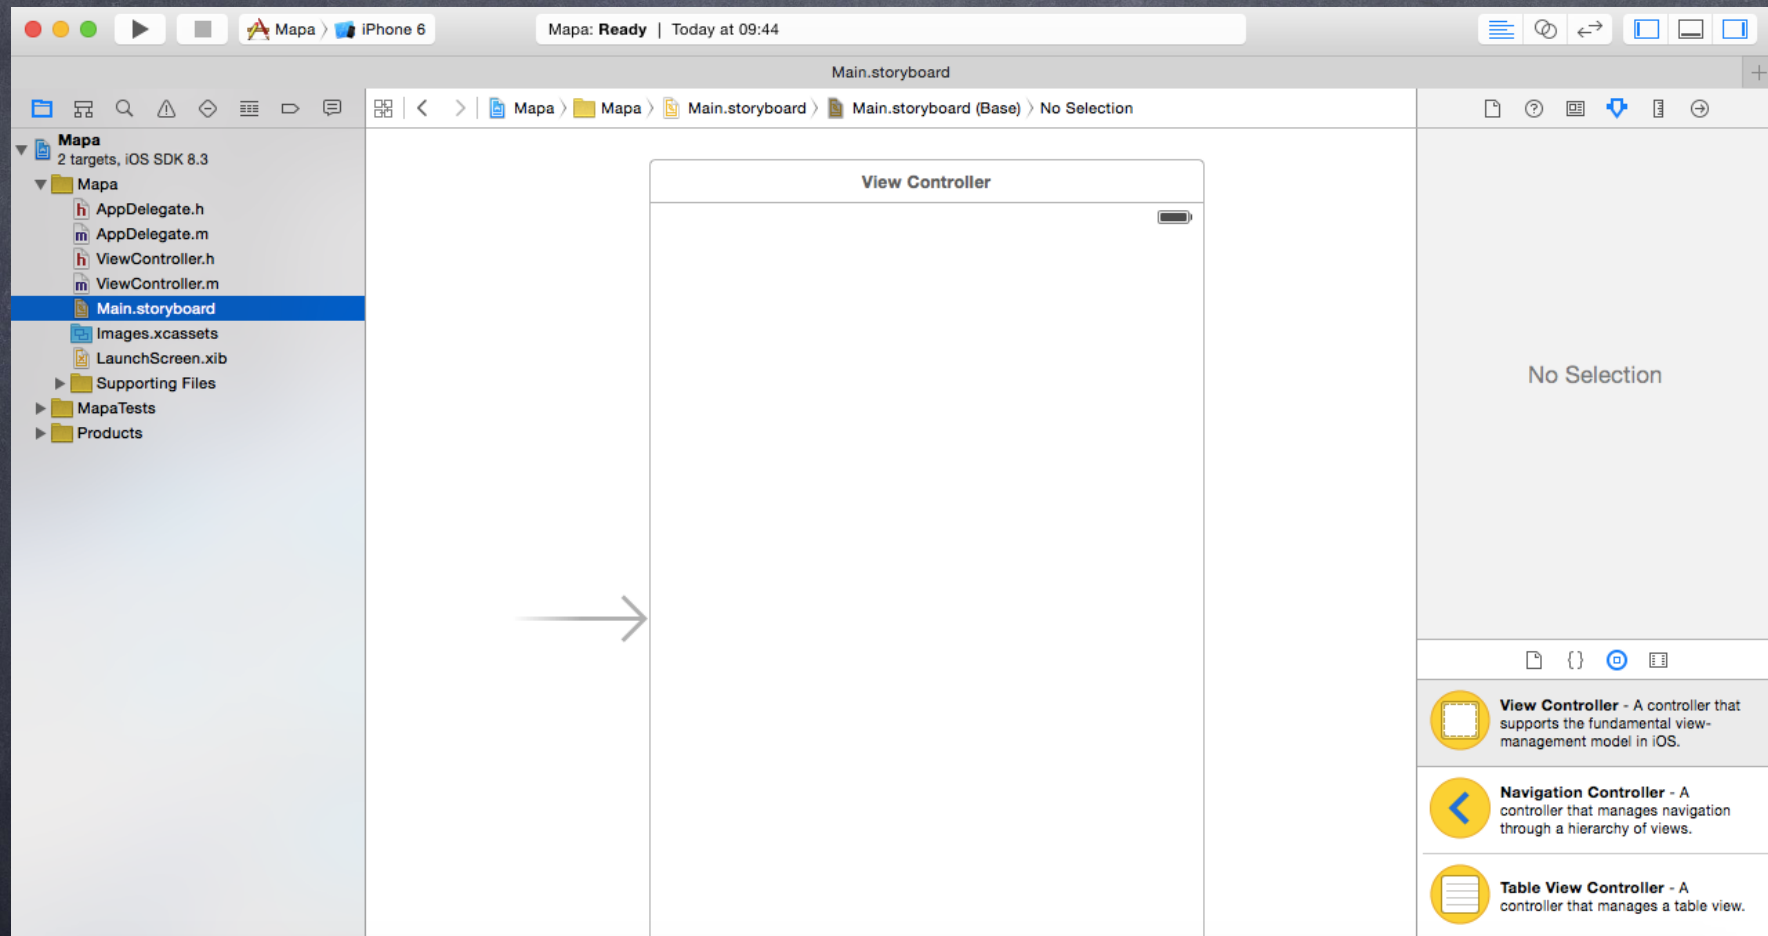 Mapa iPhone 6
Mapa: Ready | Today at 09:44
Main.storyboard
Mapa Mapa Main.storyboard Main.storyboard (Base) No Selection
Mapa
2 targets, iOS SDK 8.3
Mapa
h AppDelegate.h
m AppDelegate.m
h ViewController.h
m ViewController.m
Main.storyboard
Images.xcassets
LaunchScreen.xib
Supporting Files
MapaTests
Products
View Controller
No Selection
View Controller - A controller that
supports the fundamental view-
management model in iOS.
Navigation Controller - A
controller that manages navigation
through a hierarchy of views.
Table View Controller - A
controller that manages a table view.